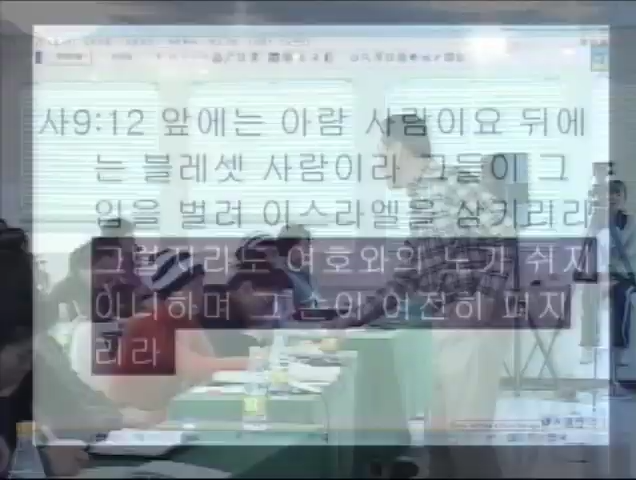 사9:12 앞에는 아람 사람이요 뒤에
는 블레셋 사람이라 그들이 그
입을 벌려 이스라엘을 삼키리라
그럴지라도 여호와의 노가 쉬지
아니하며 그 손이 여전히 펴지
리라